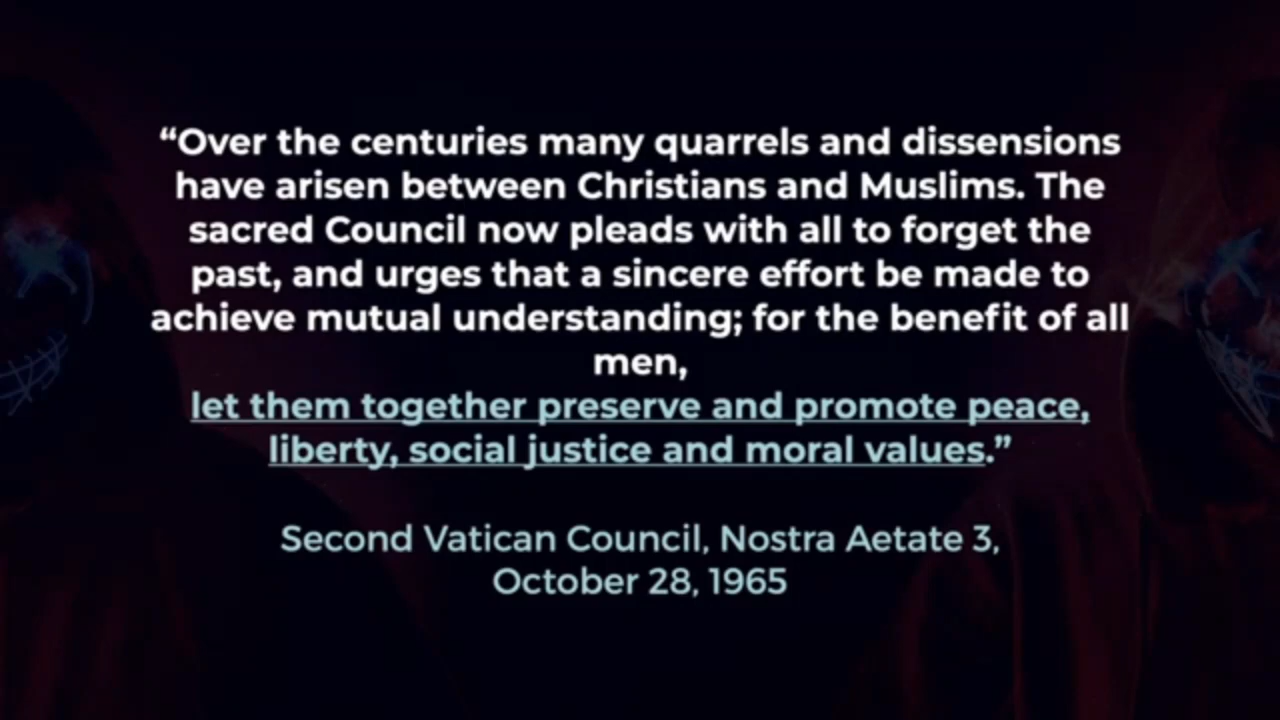 “Over the centuries many quarrels and dissensions
have arisen between Christians and Muslims. The
sacred Council now pleads with all to forget the
past, and urges that a sincere effort be made to
achieve mutual understanding; for the benefit of all
men,
let them together preserve and promote peace,
liberty, social justice and moral values.”
Second Vatican Council, Nostra Aetate 3,
October 28, 1965